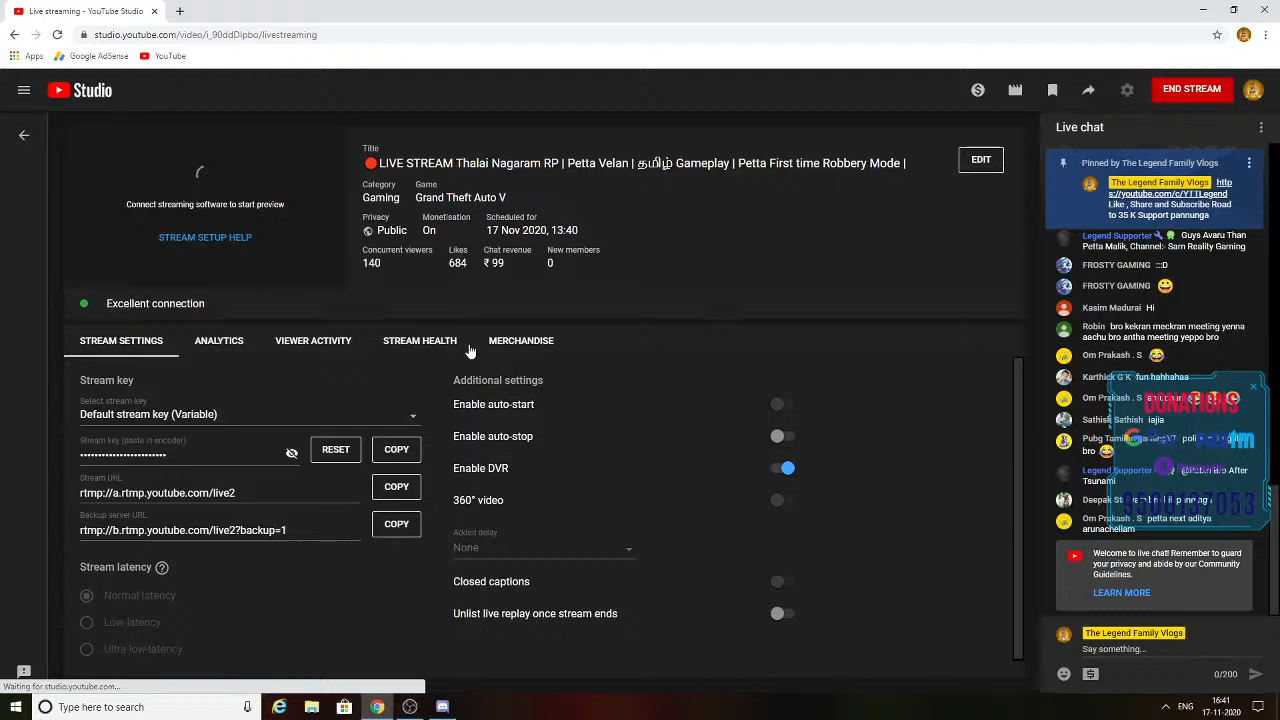 Live streaming - YouTube Studio
studio.youtube.com/video/i_90ddDlpbo/livestreaming
Apps
Google AdSense
YouTube
Studio
END STREAM
Connect streaming software to start preview
STREAM SETUP HELP
Title
LIVE STREAM Thalai Nagaram RP | Petta Velan | தமிழ் Gameplay | Petta First time Robbery Mode |
EDIT
Category
Game
Gaming
Grand Theft Auto V
Privacy
Monetisation
Scheduled for
Public
On
17 Nov 2020, 13:40
Concurrent viewers
Likes
Chat revenue
New members
140
684
₹ 99
0
Excellent connection
STREAM SETTINGS
ANALYTICS
VIEWER ACTIVITY
STREAM HEALTH
MERCHANDISE
Stream key
Select stream key
Default stream key (Variable)
Stream key (paste in encoder)
RESET
COPY
Stream URL
rtmp://a.rtmp.youtube.com/live2
COPY
Backup server URL
rtmp://b.rtmp.youtube.com/live2?backup=1
COPY
Stream latency
Normal latency
Low-latency
Ultra low-latency
Additional settings
Enable auto-start
Enable auto-stop
Enable DVR
360° video
Added delay
None
Closed captions
Unlist live replay once stream ends
Live chat
Pinned by The Legend Family Vlogs
The Legend Family Vlogs http
s://youtube.com/c/YTTLegend
Like , Share and Subscribe Road
to 35 K Support pannunga
Legend Supporter Guys Avaru Than
Petta Malik, Channel:- Sam Reality Gaming
FROSTY GAMING :::D
FROSTY GAMING
Kasim Madurai Hi
Robin bro kekran meckran meeting yenna
aachu bro and antha meeting yeppo bro
Om Prakash . S
Karthick G K fun hahhahaa
Om Prakash . S
Sathish Sathish iajia
DONATIONS
Legend Supporter @Robin Bro After
Tsunami
Deepak
Om Prakash . S petta next aditya
arunachellam
9500137053
Welcome to live chat! Remember to guard
your privacy and abide by our Community
Guidelines.
LEARN MORE
The Legend Family Vlogs
Say something...
0/200
Waiting for studio.youtube.com...
Type here to search
ENG
16:41
17-11-2020